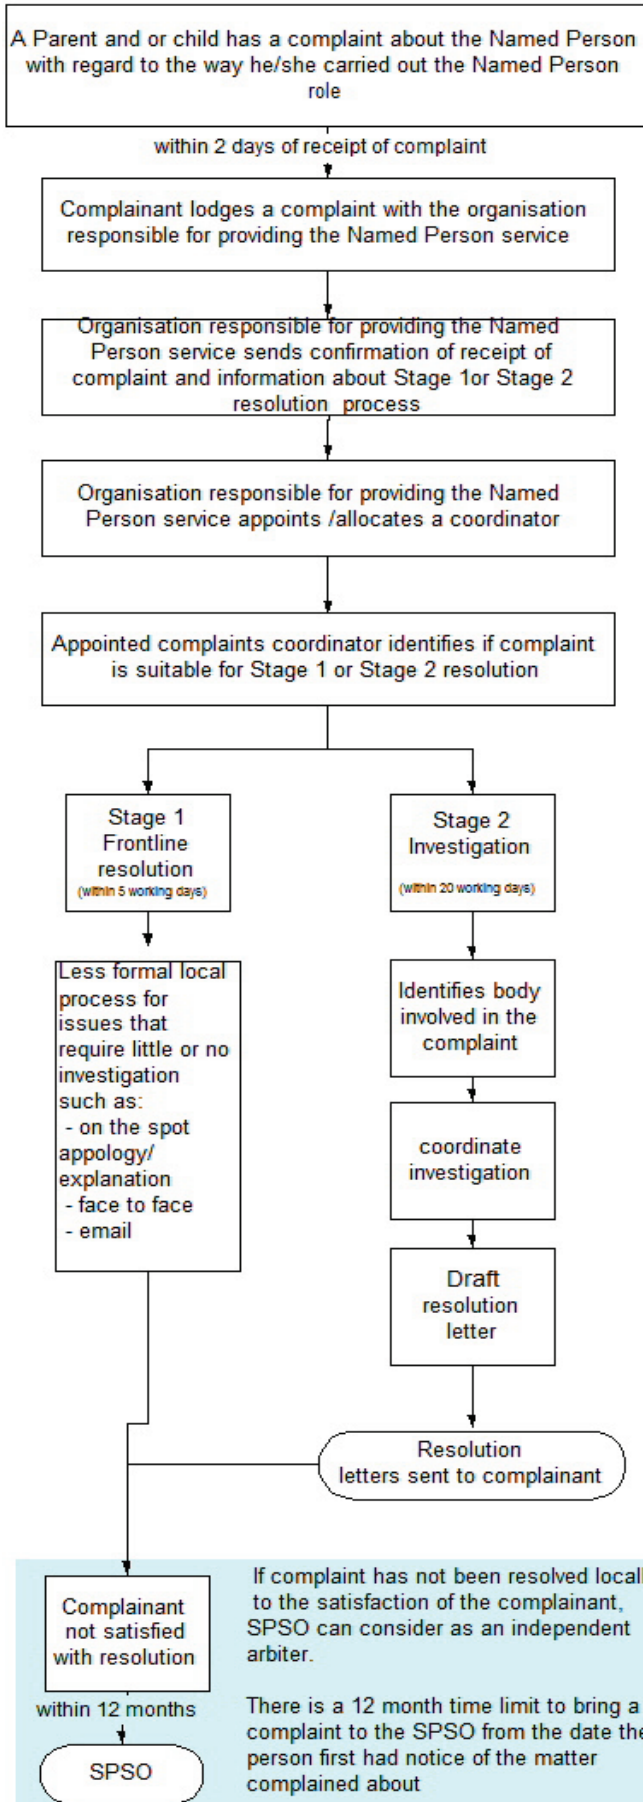 A Parent and or child has a complaint about the Named Person
with regard to the way he/she carried out the Named Person
role
within 2 days of receipt of complaint
Complainant lodges a complaint with the organisation
responsible for providing the Named Person service
Organisation responsible for providing the Named
Person service sends confirmation of receipt of
complaint and information about Stage 1or Stage 2
resolution process
Organisation responsible for providing the Named
Person service appoints /allocates a coordinator
Appointed complaints coordinator identifies if complaint
is suitable for Stage 1 or Stage 2 resolution
Stage 1
Frontline
resolution
(within 5 working days)
Less formal local
process for
issues that
require little or no
investigation
such as:
- on the spot
appology/
explanation
- face to face
- email
Stage 2
Investigation
(within 20 working days)
Identifies body
involved in the
complaint
coordinate
investigation
Draft
resolution
letter
Resolution
letters sent to complainant
Complainant
not satisfied
with resolution
within 12 months
SPSO
If complaint has not been resolved locall
to the satisfaction of the complainant,
SPSO can consider as an independent
arbiter.
There is a 12 month time limit to bring a
complaint to the SPSO from the date the
person first had notice of the matter
complained about